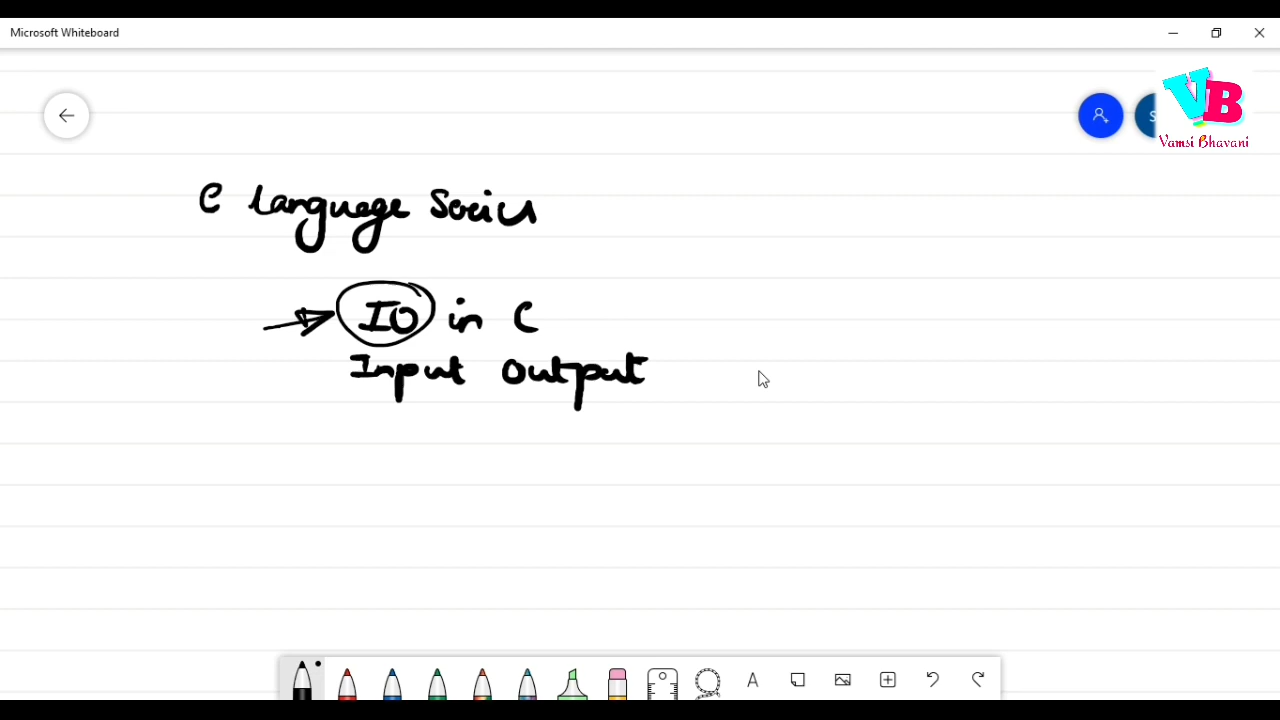 Microsoft Whiteboard
S
VB
Vamsi Bhavani
C language Series
IO in C
Input Output
A